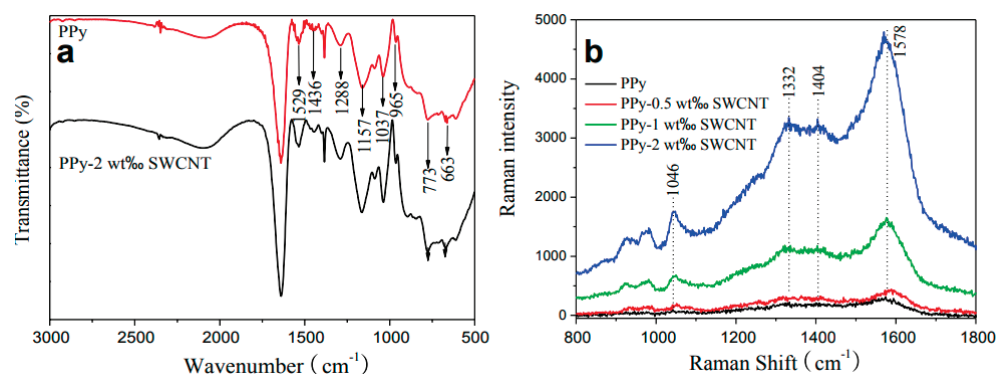 a
PPy
PPy-2 wt‰ SWCNT
529
1436
1288
1157
1037
965
773
663
Transmittance (%)
3000 2500 2000 1500 1000 500
Wavenumber ( cm-1)
b
5000
4000
3000
2000
1000
0
Raman intensity
PPy
PPy-0.5 wt‰ SWCNT
PPy-1 wt‰ SWCNT
PPy-2 wt‰ SWCNT
1046
1332
1404
1578
800 1000 1200 1400 1600 1800
Raman Shift ( cm-1)